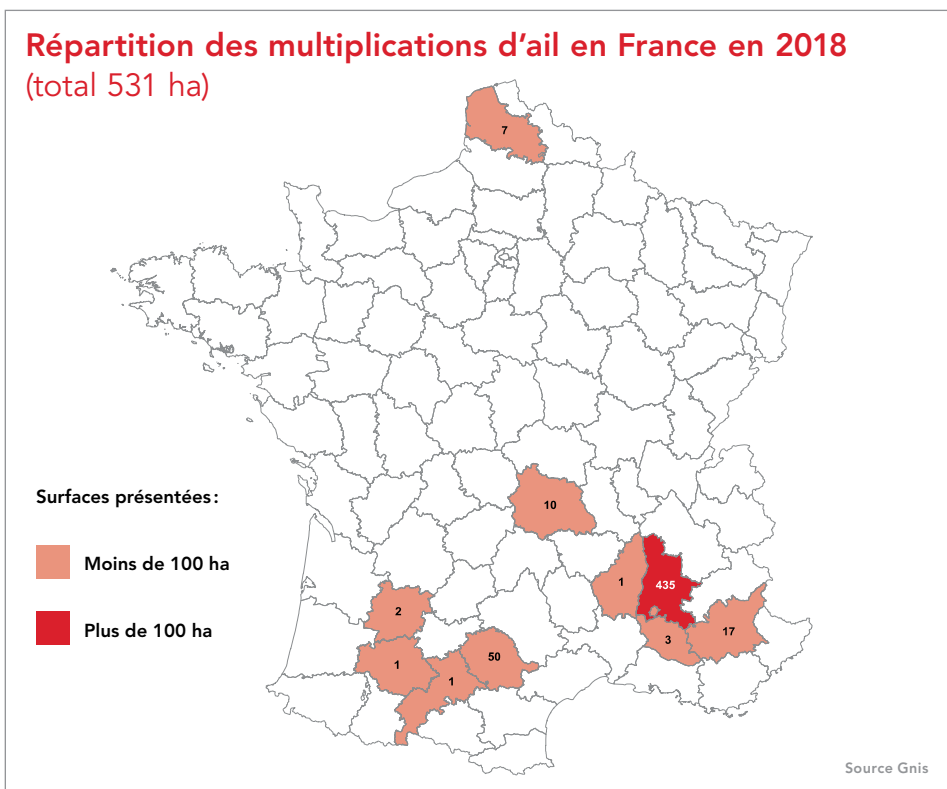 Répartition des multiplications d'ail en France en 2018
(total 531 ha)
7
10
Surfaces présentées :
Moins de 100 ha
1
435
2
Plus de 100 ha
3
17
1
1
50
Source Gnis